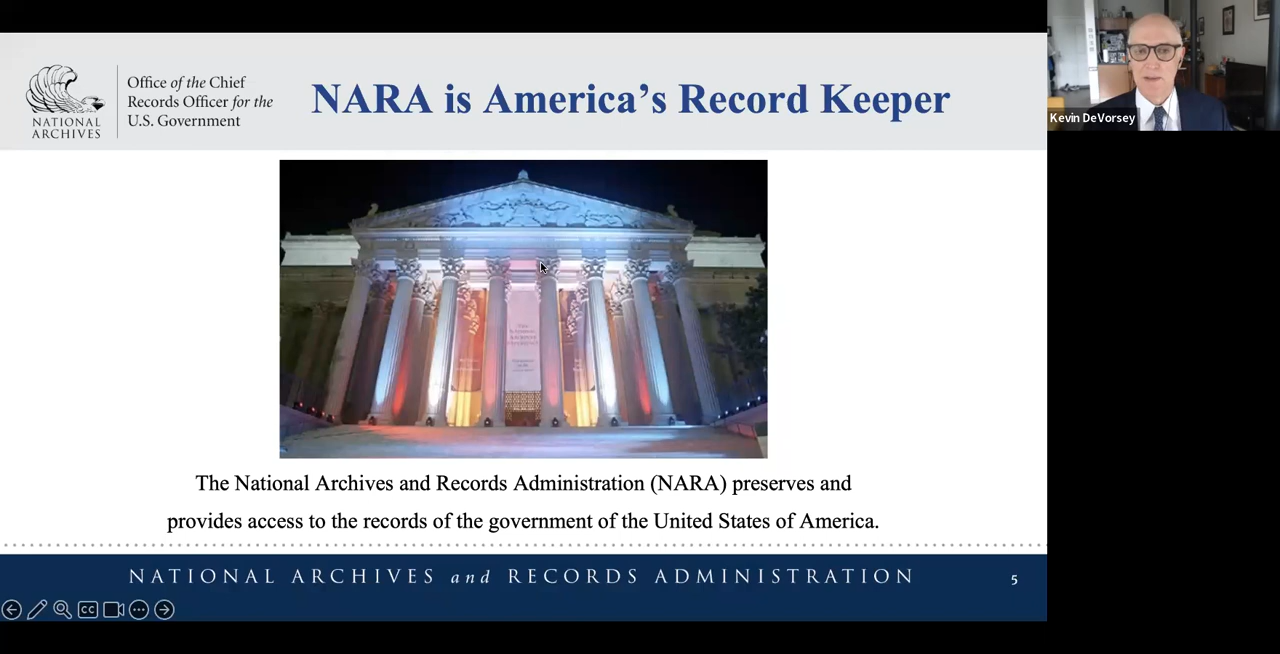 NATIONAL
ARCHIVES
Office of the Chief
Records Officer for the
U.S. Government
NARA is America's Record Keeper
Kevin DeVorsey
The National Archives and Records Administration (NARA) preserves and
provides access to the records of the government of the United States of America.
NATIONAL ARCHIVES and RECORDS ADMINISTRATION
5
CC